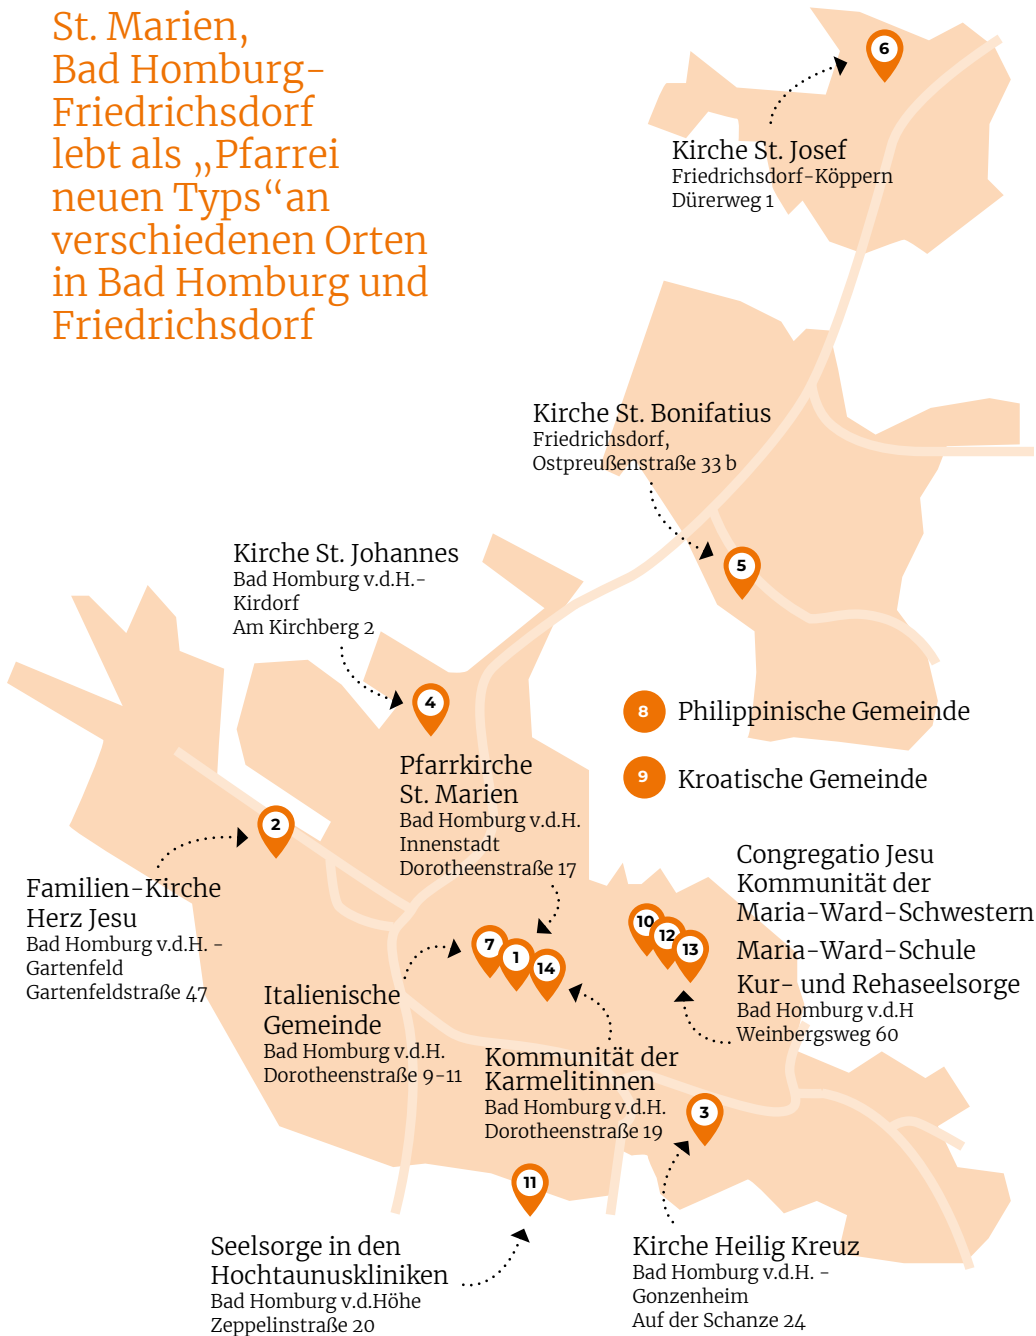 St. Marien,
Bad Homburg-
Friedrichsdorf
lebt als „Pfarrei
neuen Typs“an
verschiedenen Orten
in Bad Homburg und
Friedrichsdorf
6
Kirche St. Josef
Friedrichsdorf-Köppern
Dürerweg 1
Kirche St. Bonifatius
Friedrichsdorf,
Ostpreußenstraße 33 b
5
Kirche St. Johannes
Bad Homburg v.d.H.-
Kirdorf
Am Kirchberg 2
4
8 Philippinische Gemeinde
9 Kroatische Gemeinde
Pfarrkirche
St. Marien
Bad Homburg v.d.H.
Innenstadt
Dorotheenstraße 17
2
Familien-Kirche
Herz Jesu
Bad Homburg v.d.H. -
Gartenfeld
Gartenfeldstraße 47
7
1
14
10
12
13
Congregatio Jesu
Kommunität der
Maria-Ward-Schwestern
Maria-Ward-Schule
Kur- und Rehaseelsorge
Bad Homburg v.d.H
Weinbergsweg 60
Italienische
Gemeinde
Bad Homburg v.d.H.
Dorotheenstraße 9-11
Kommunität der
Karmelitinnen
Bad Homburg v.d.H.
Dorotheenstraße 19
3
11
Seelsorge in den
Hochtaunuskliniken
Bad Homburg v.d.Höhe
Zeppelinstraße 20
Kirche Heilig Kreuz
Bad Homburg v.d.H. -
Gonzenheim
Auf der Schanze 24